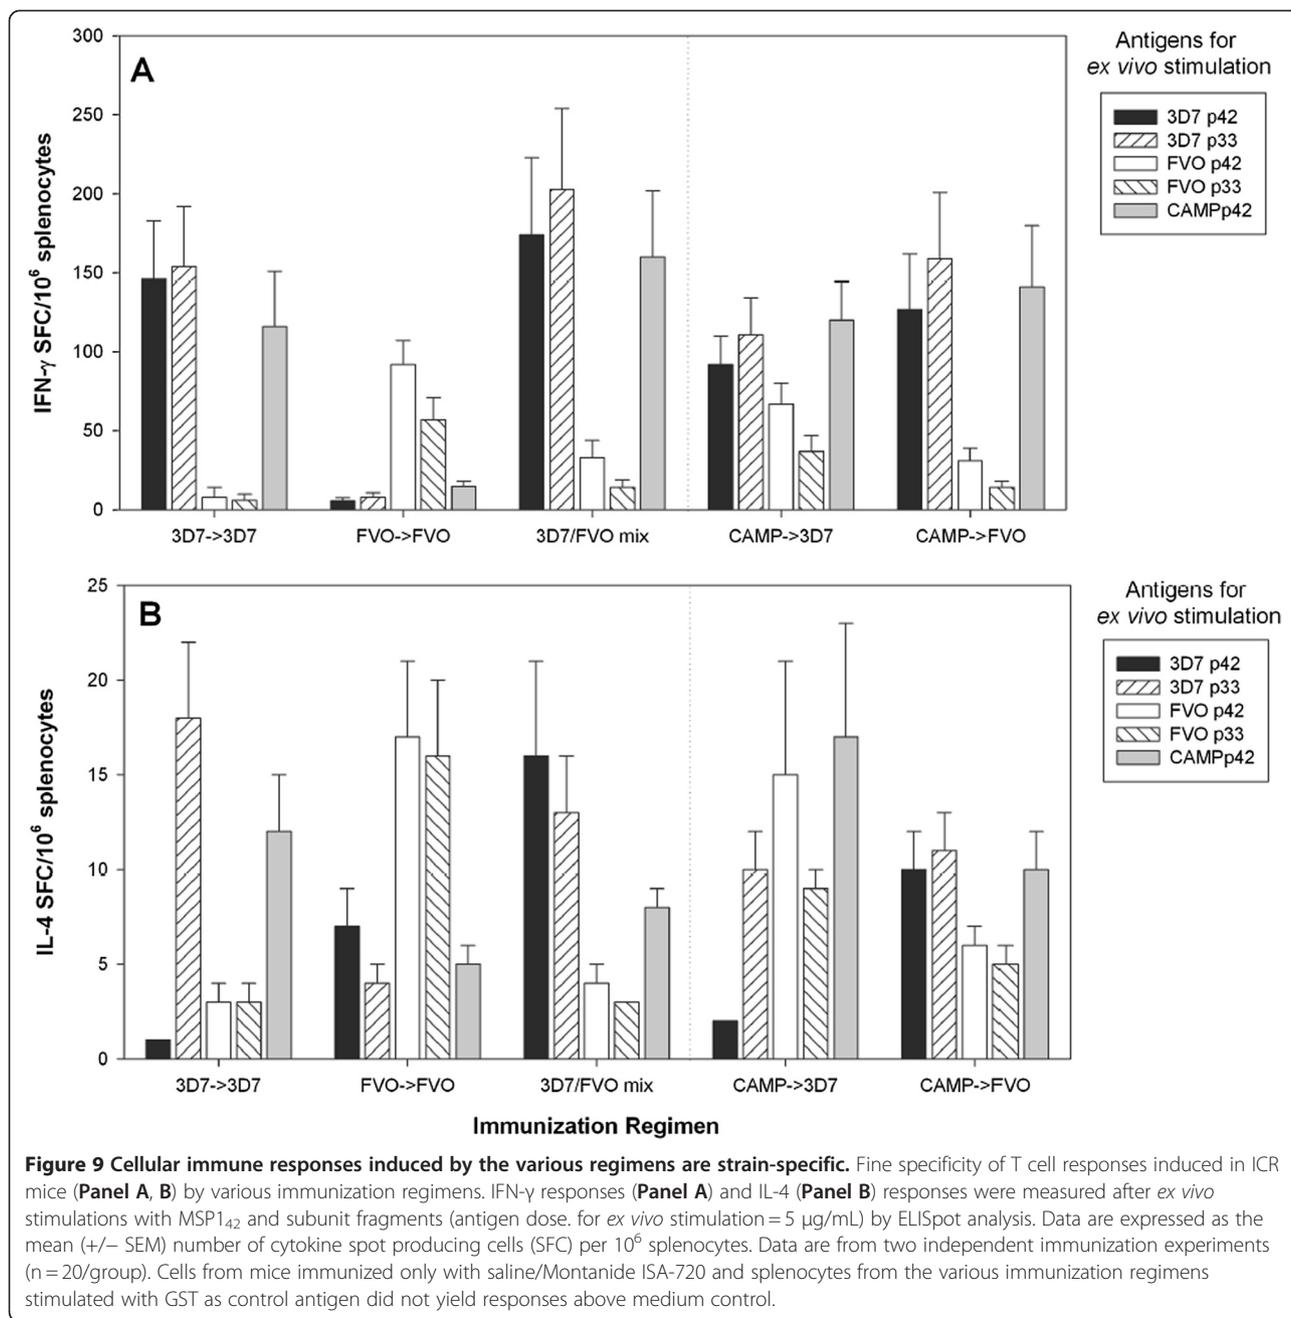 A
300
250
200
150
100
50
0
IFN-γ SFC/10⁶ splenocytes
3D7->3D7
FVO->FVO
3D7/FVO mix
CAMP->3D7
CAMP->FVO
Antigens for
ex vivo stimulation
3D7 p42
3D7 p33
FVO p42
FVO p33
CAMPp42
B
25
20
15
10
5
0
IL-4 SFC/10⁶ splenocytes
3D7->3D7
FVO->FVO
3D7/FVO mix
CAMP->3D7
CAMP->FVO
Immunization Regimen
Antigens for
ex vivo stimulation
3D7 p42
3D7 p33
FVO p42
FVO p33
CAMPp42
Figure 9 Cellular immune responses induced by the various regimens are strain-specific. Fine specificity of T cell responses induced in ICR
mice (Panel A, B) by various immunization regimens. IFN-γ responses (Panel A) and IL-4 (Panel B) responses were measured after ex vivo
stimulations with MSP1₄₂ and subunit fragments (antigen dose. for ex vivo stimulation = 5 μg/mL) by ELISpot analysis. Data are expressed as the
mean (+/− SEM) number of cytokine spot producing cells (SFC) per 10⁶ splenocytes. Data are from two independent immunization experiments
(n = 20/group). Cells from mice immunized only with saline/Montanide ISA-720 and splenocytes from the various immunization regimens
stimulated with GST as control antigen did not yield responses above medium control.